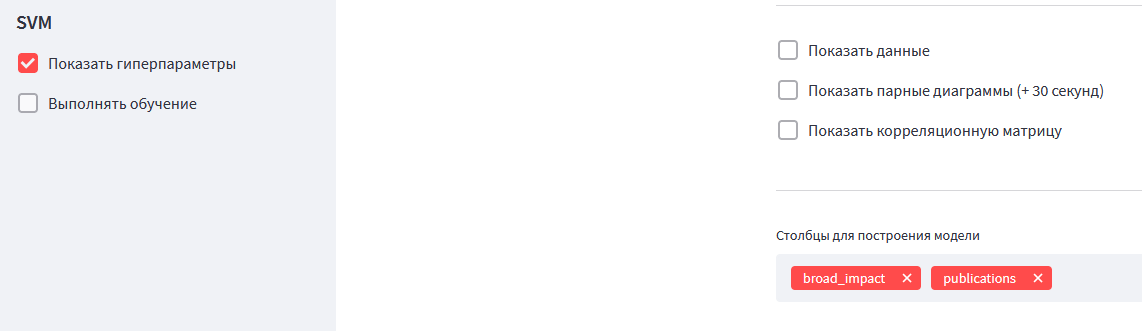 SVM
Показать гиперпараметры
Выполнять обучение
Показать данные
Показать парные диаграммы (+ 30 секунд)
Показать корреляционную матрицу
Столбцы для построения модели
broad_impact
publications